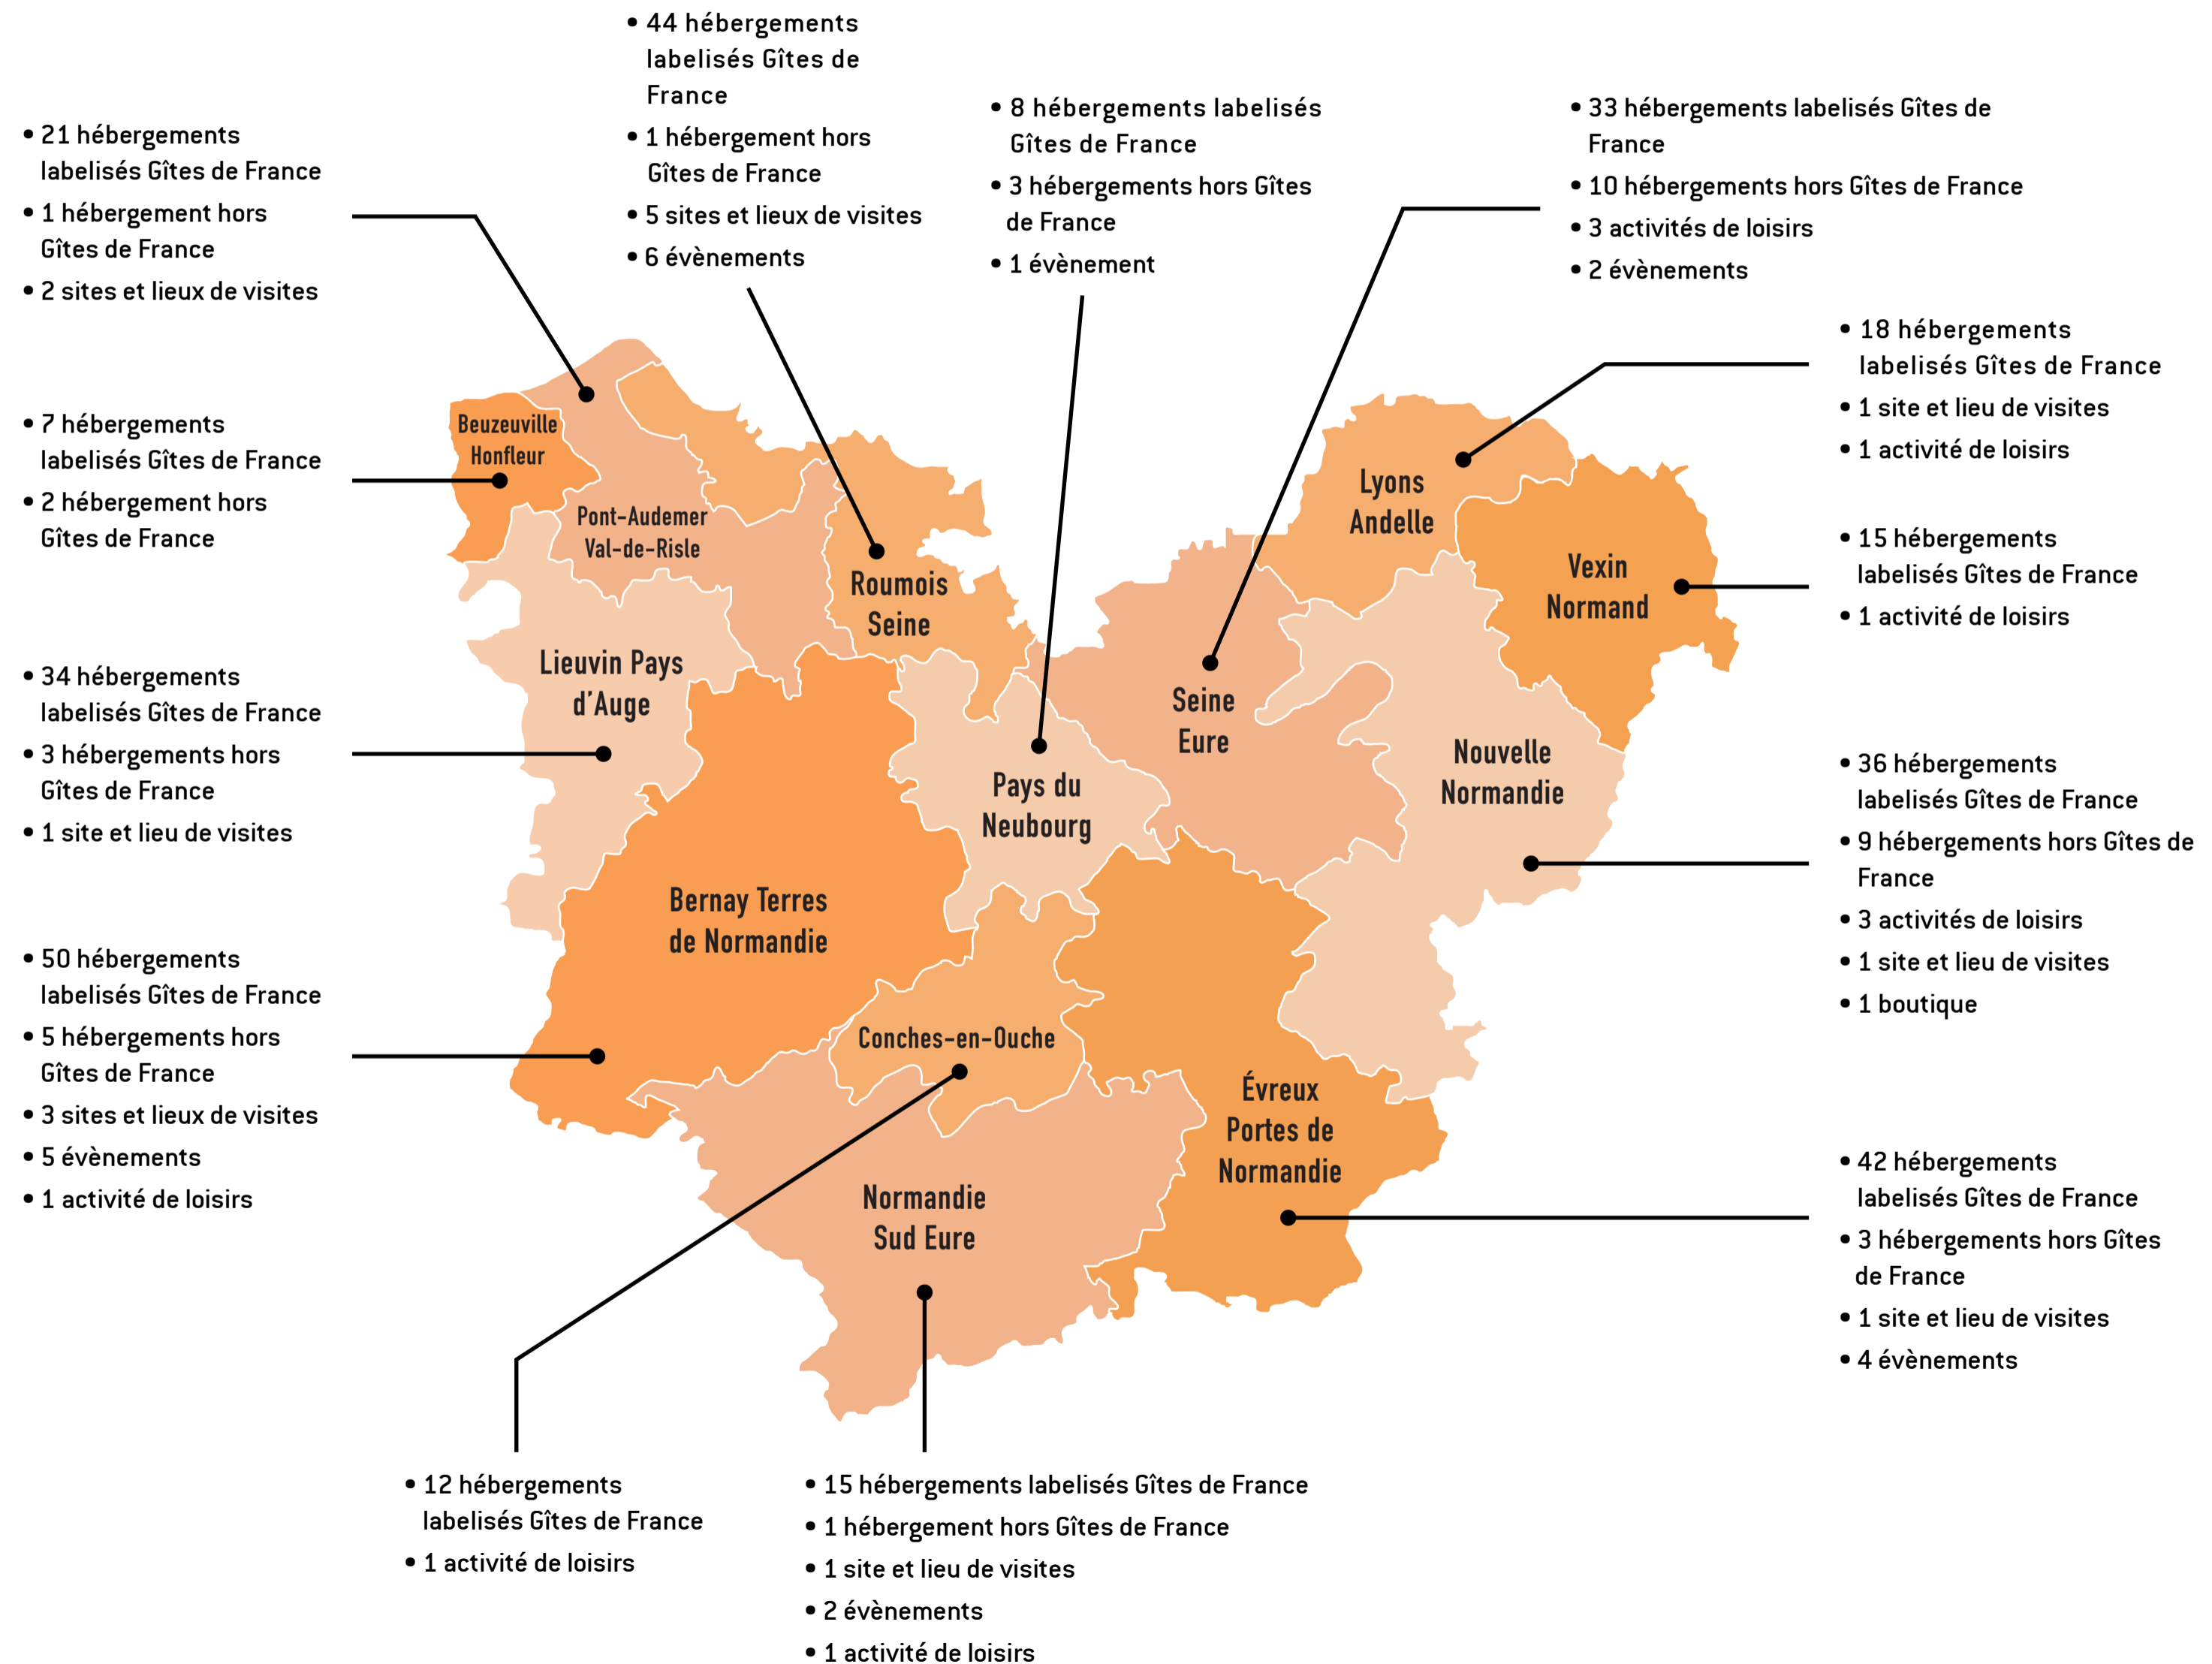 • 44 hébergements
labelisés Gîtes de
France
• 1 hébergement hors
Gîtes de France
• 5 sites et lieux de visites
• 6 évènements
• 8 hébergements labelisés
Gîtes de France
• 3 hébergements hors Gîtes
de France
• 1 évènement
• 33 hébergements labelisés Gîtes de
France
• 10 hébergements hors Gîtes de France
• 3 activités de loisirs
• 2 évènements
• 21 hébergements
labelisés Gîtes de France
• 1 hébergement hors
Gîtes de France
• 2 sites et lieux de visites
• 18 hébergements
labelisés Gîtes de France
• 1 site et lieu de visites
• 1 activité de loisirs
• 7 hébergements
labelisés Gîtes de France
• 2 hébergement hors
Gîtes de France
• 15 hébergements
labelisés Gîtes de France
• 1 activité de loisirs
• 34 hébergements
labelisés Gîtes de France
• 3 hébergements hors
Gîtes de France
• 1 site et lieu de visites
• 36 hébergements
labelisés Gîtes de France
• 9 hébergements hors Gîtes de
France
• 3 activités de loisirs
• 1 site et lieu de visites
• 1 boutique
• 50 hébergements
labelisés Gîtes de France
• 5 hébergements hors
Gîtes de France
• 3 sites et lieux de visites
• 5 évènements
• 1 activité de loisirs
• 42 hébergements
labelisés Gîtes de France
• 3 hébergements hors Gîtes
de France
• 1 site et lieu de visites
• 4 évènements
Beuzeuville
Honfleur
Pont-Audemer
Val-de-Risle
Roumois
Seine
Lyons
Andelle
Vexin
Normand
Lieuvin Pays
d'Auge
Seine
Eure
Nouvelle
Normandie
Pays du
Neubourg
Bernay Terres
de Normandie
Conches-en-Ouche
Évreux
Portes de
Normandie
Normandie
Sud Eure
• 12 hébergements
labelisés Gîtes de France
• 1 activité de loisirs
• 15 hébergements labelisés Gîtes de France
• 1 hébergement hors Gîtes de France
• 1 site et lieu de visites
• 2 évènements
• 1 activité de loisirs